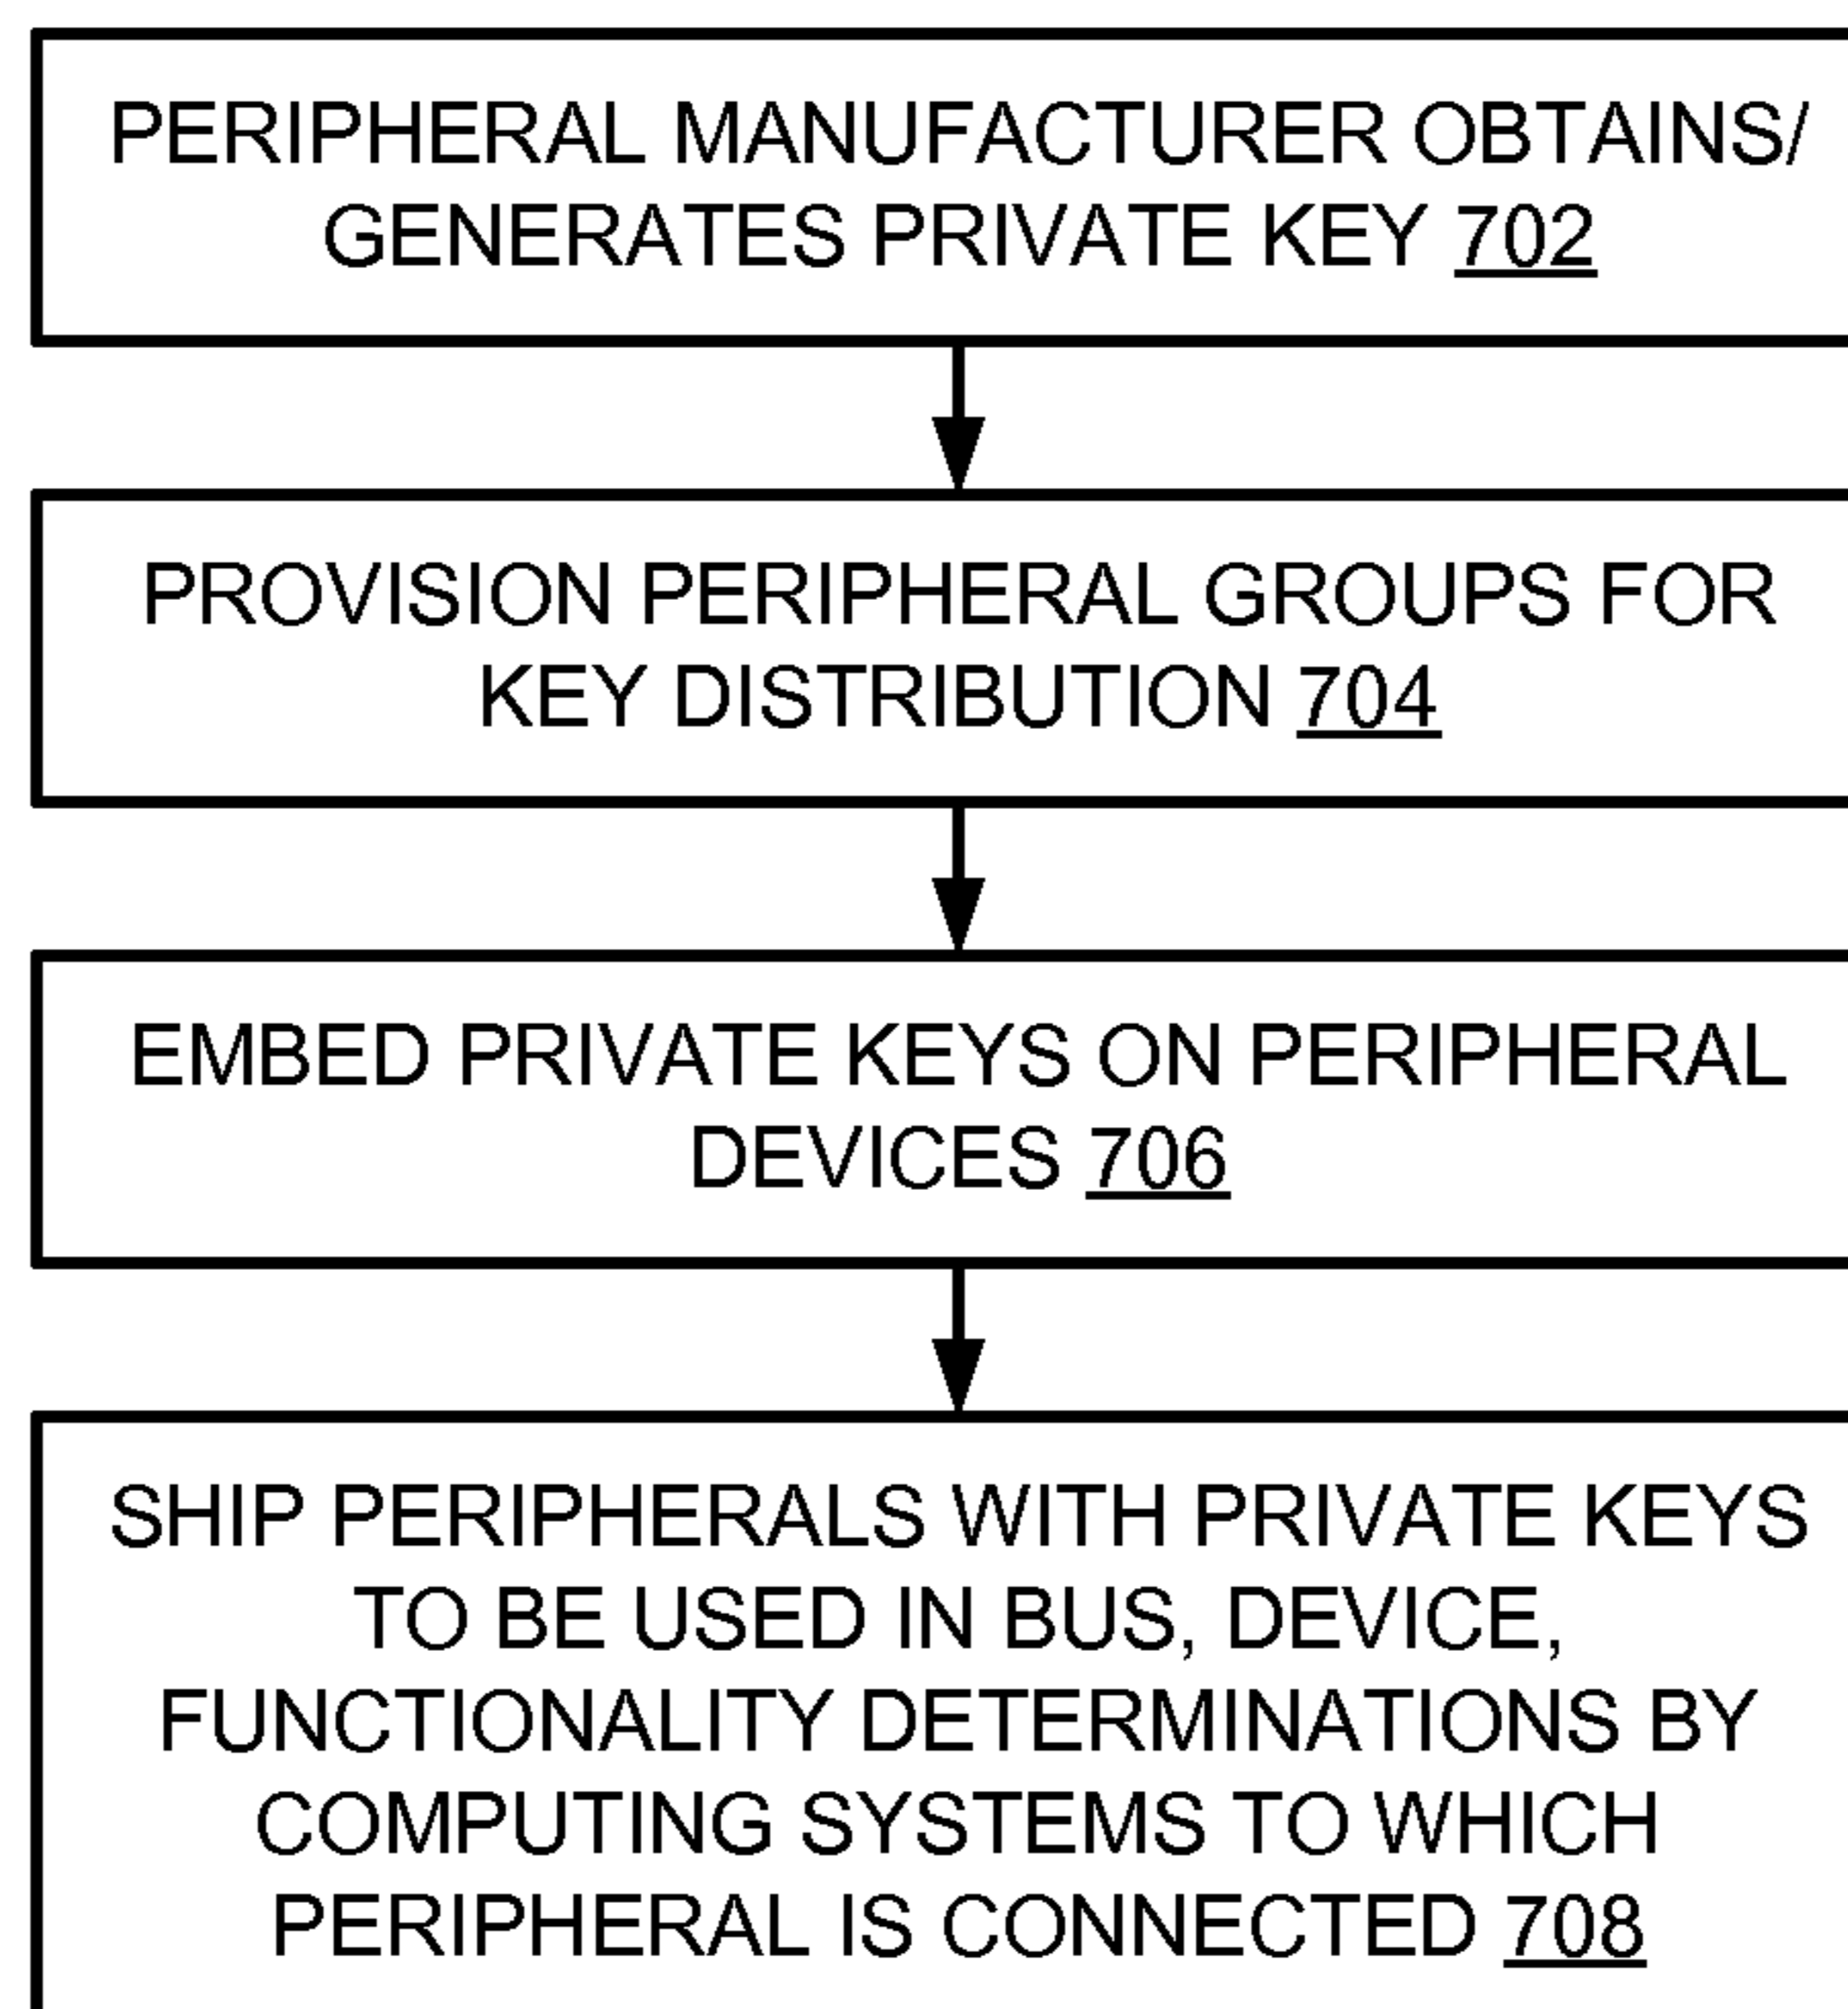 PERIPHERAL MANUFACTURER OBTAINS/
GENERATES PRIVATE KEY 702
PROVISION PERIPHERAL GROUPS FOR
KEY DISTRIBUTION 704
EMBED PRIVATE KEYS ON PERIPHERAL
DEVICES 706
SHIP PERIPHERALS WITH PRIVATE KEYS
TO BE USED IN BUS, DEVICE,
FUNCTIONALITY DETERMINATIONS BY
COMPUTING SYSTEMS TO WHICH
PERIPHERAL IS CONNECTED 708